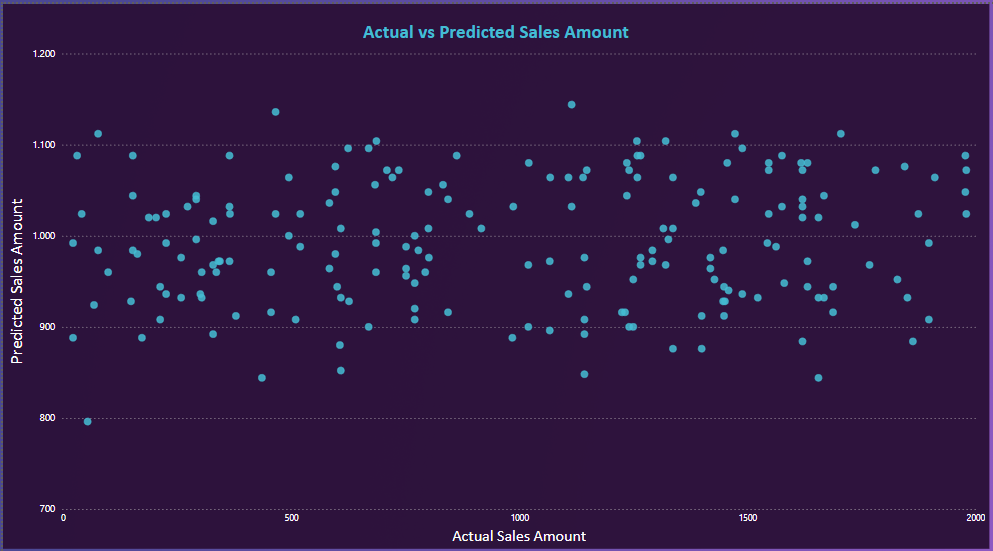 Actual vs Predicted Sales Amount
1.200
1.100
1.000
900
800
700
Predicted Sales Amount
0 500 1000 1500 2000
Actual Sales Amount